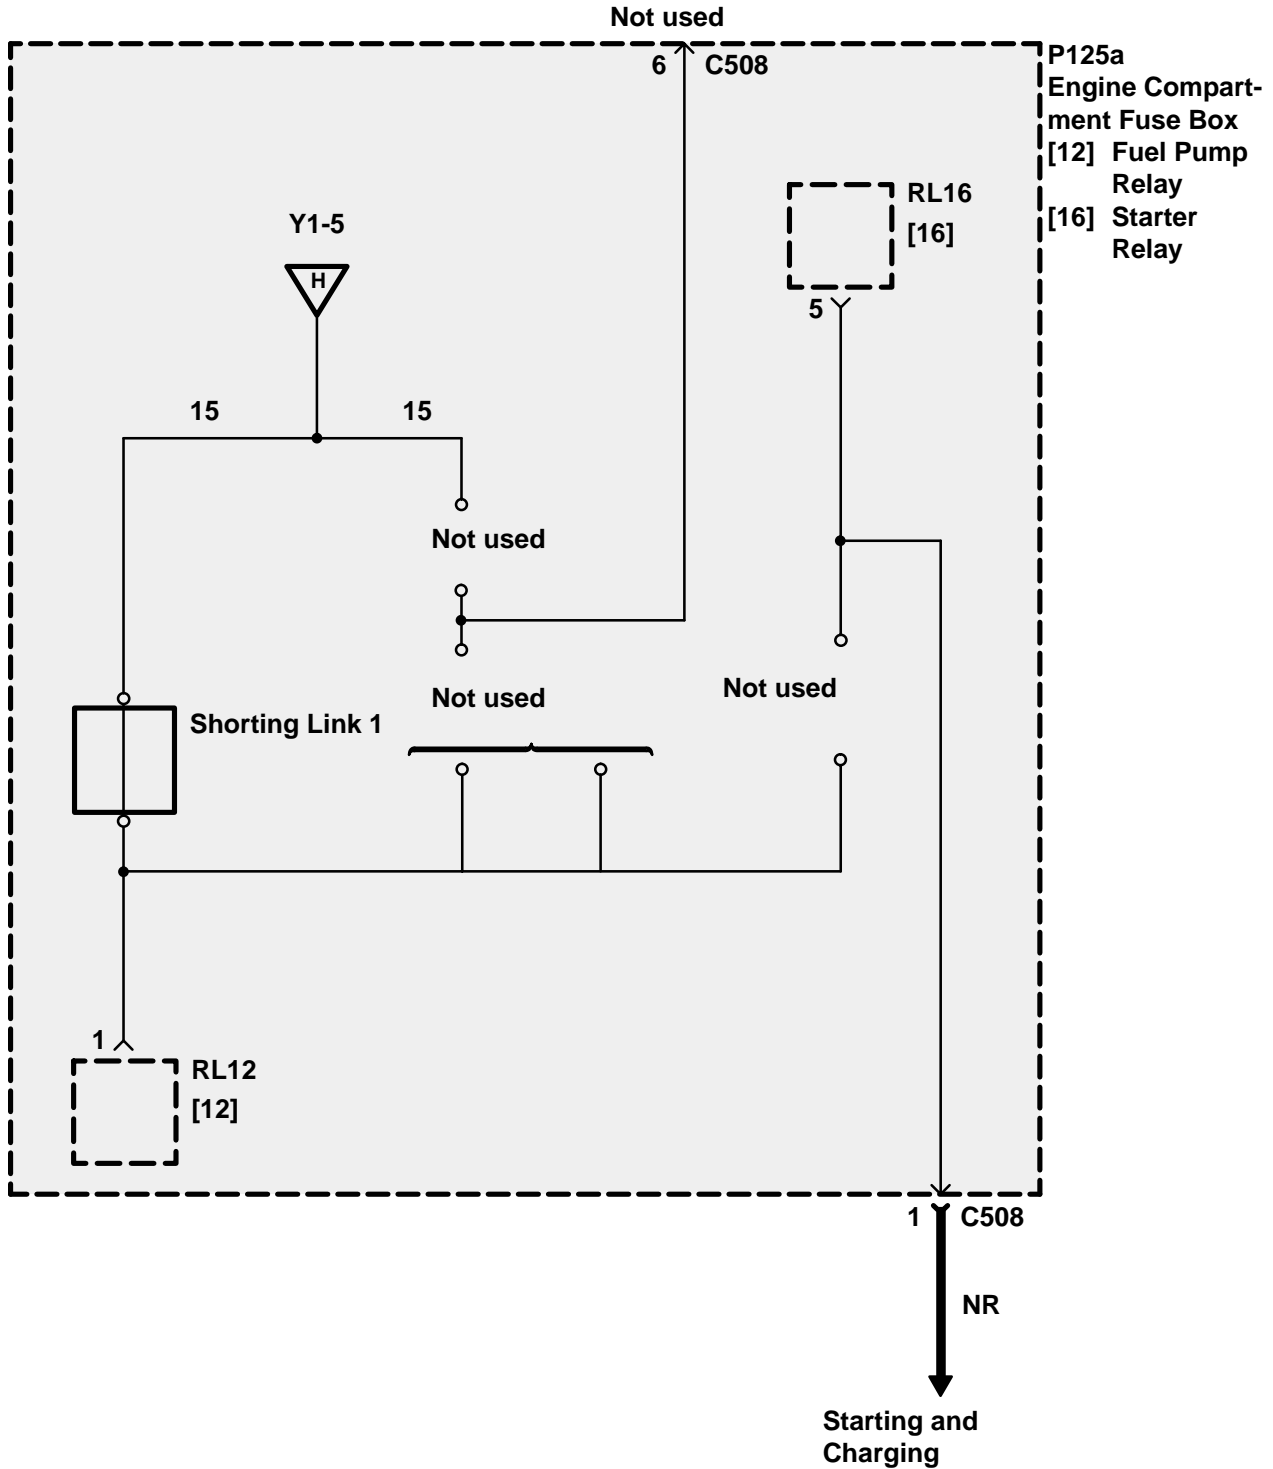 Not used
6 C508
P125a
Engine Compart-
ment Fuse Box
[12] Fuel Pump
Relay
[16] Starter
Relay
RL16
[16]
Y1-5
H
5
15 15
Not used
Not used
Not used
Shorting Link 1
1
RL12
[12]
1 C508
NR
Starting and
Charging